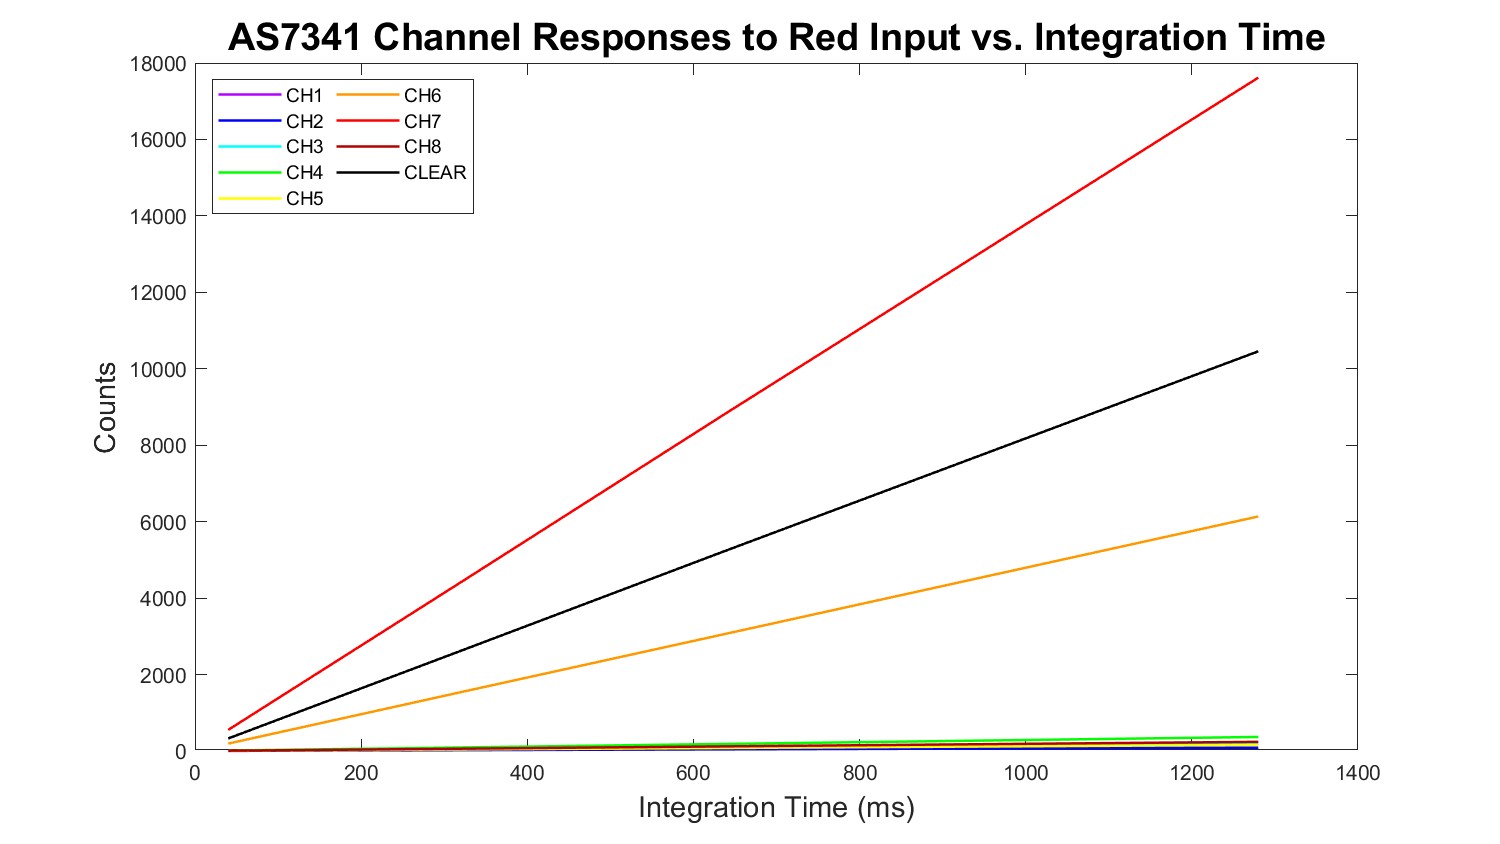 AS7341 Channel Responses to Red Input vs. Integration Time
18000
16000
14000
12000
10000
8000
6000
4000
2000
0
Counts
CH1
CH2
CH3
CH4
CH5
CH6
CH7
CH8
CLEAR
0 200 400 600 800 1000 1200 1400
Integration Time (ms)